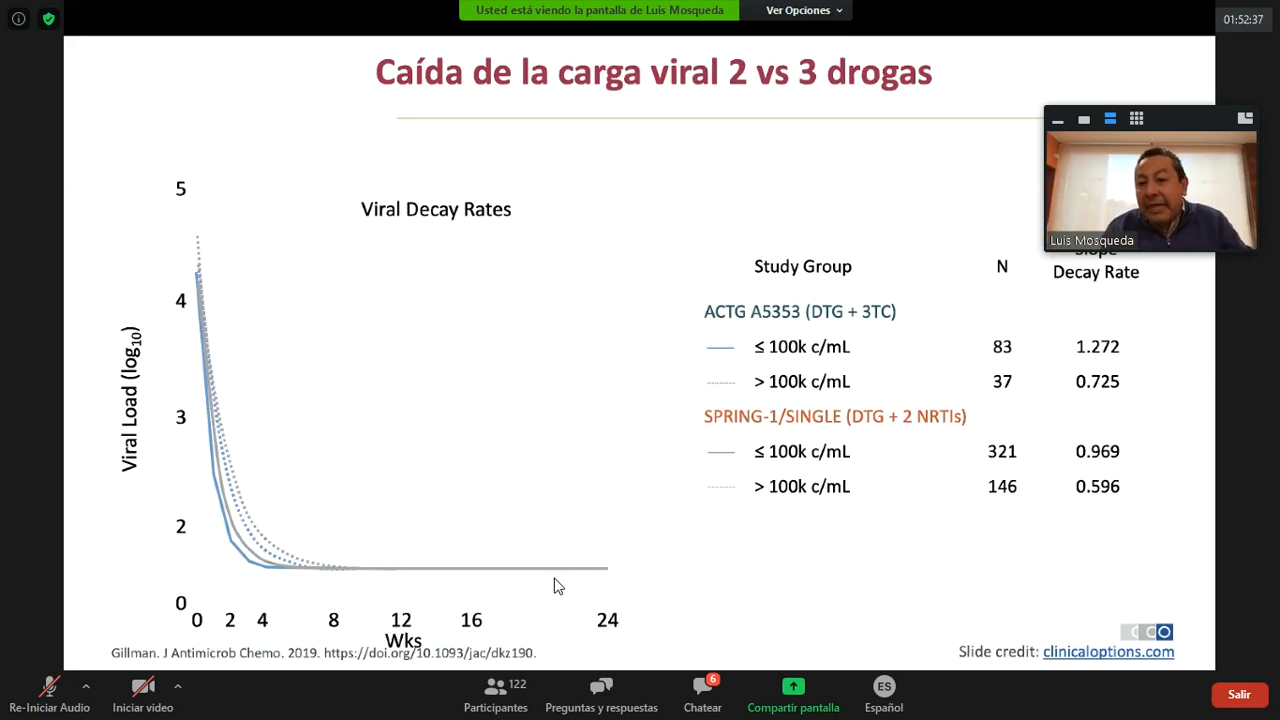 Usted está viendo la pantalla de Luis Mosqueda
Ver Opciones
01:52:37
Caída de la carga viral 2 vs 3 drogas
Luis Mosqueda
Viral Decay Rates
Viral Load (log10)
5
4
3
2
0
0 2 4 8 12 16 24
Wks
Study Group N Slope Decay Rate
ACTG A5353 (DTG + 3TC)
≤ 100k c/mL 83 1.272
> 100k c/mL 37 0.725
SPRING-1/SINGLE (DTG + 2 NRTIs)
≤ 100k c/mL 321 0.969
> 100k c/mL 146 0.596
Gillman. J Antimicrob Chemo. 2019. https://doi.org/10.1093/jac/dkz190.
CCO
Slide credit: clinicaloptions.com
Re-Iniciar Audio
Iniciar video
122
Participantes
Preguntas y respuestas
6
Chatear
Compartir pantalla
ES
Español
Salir